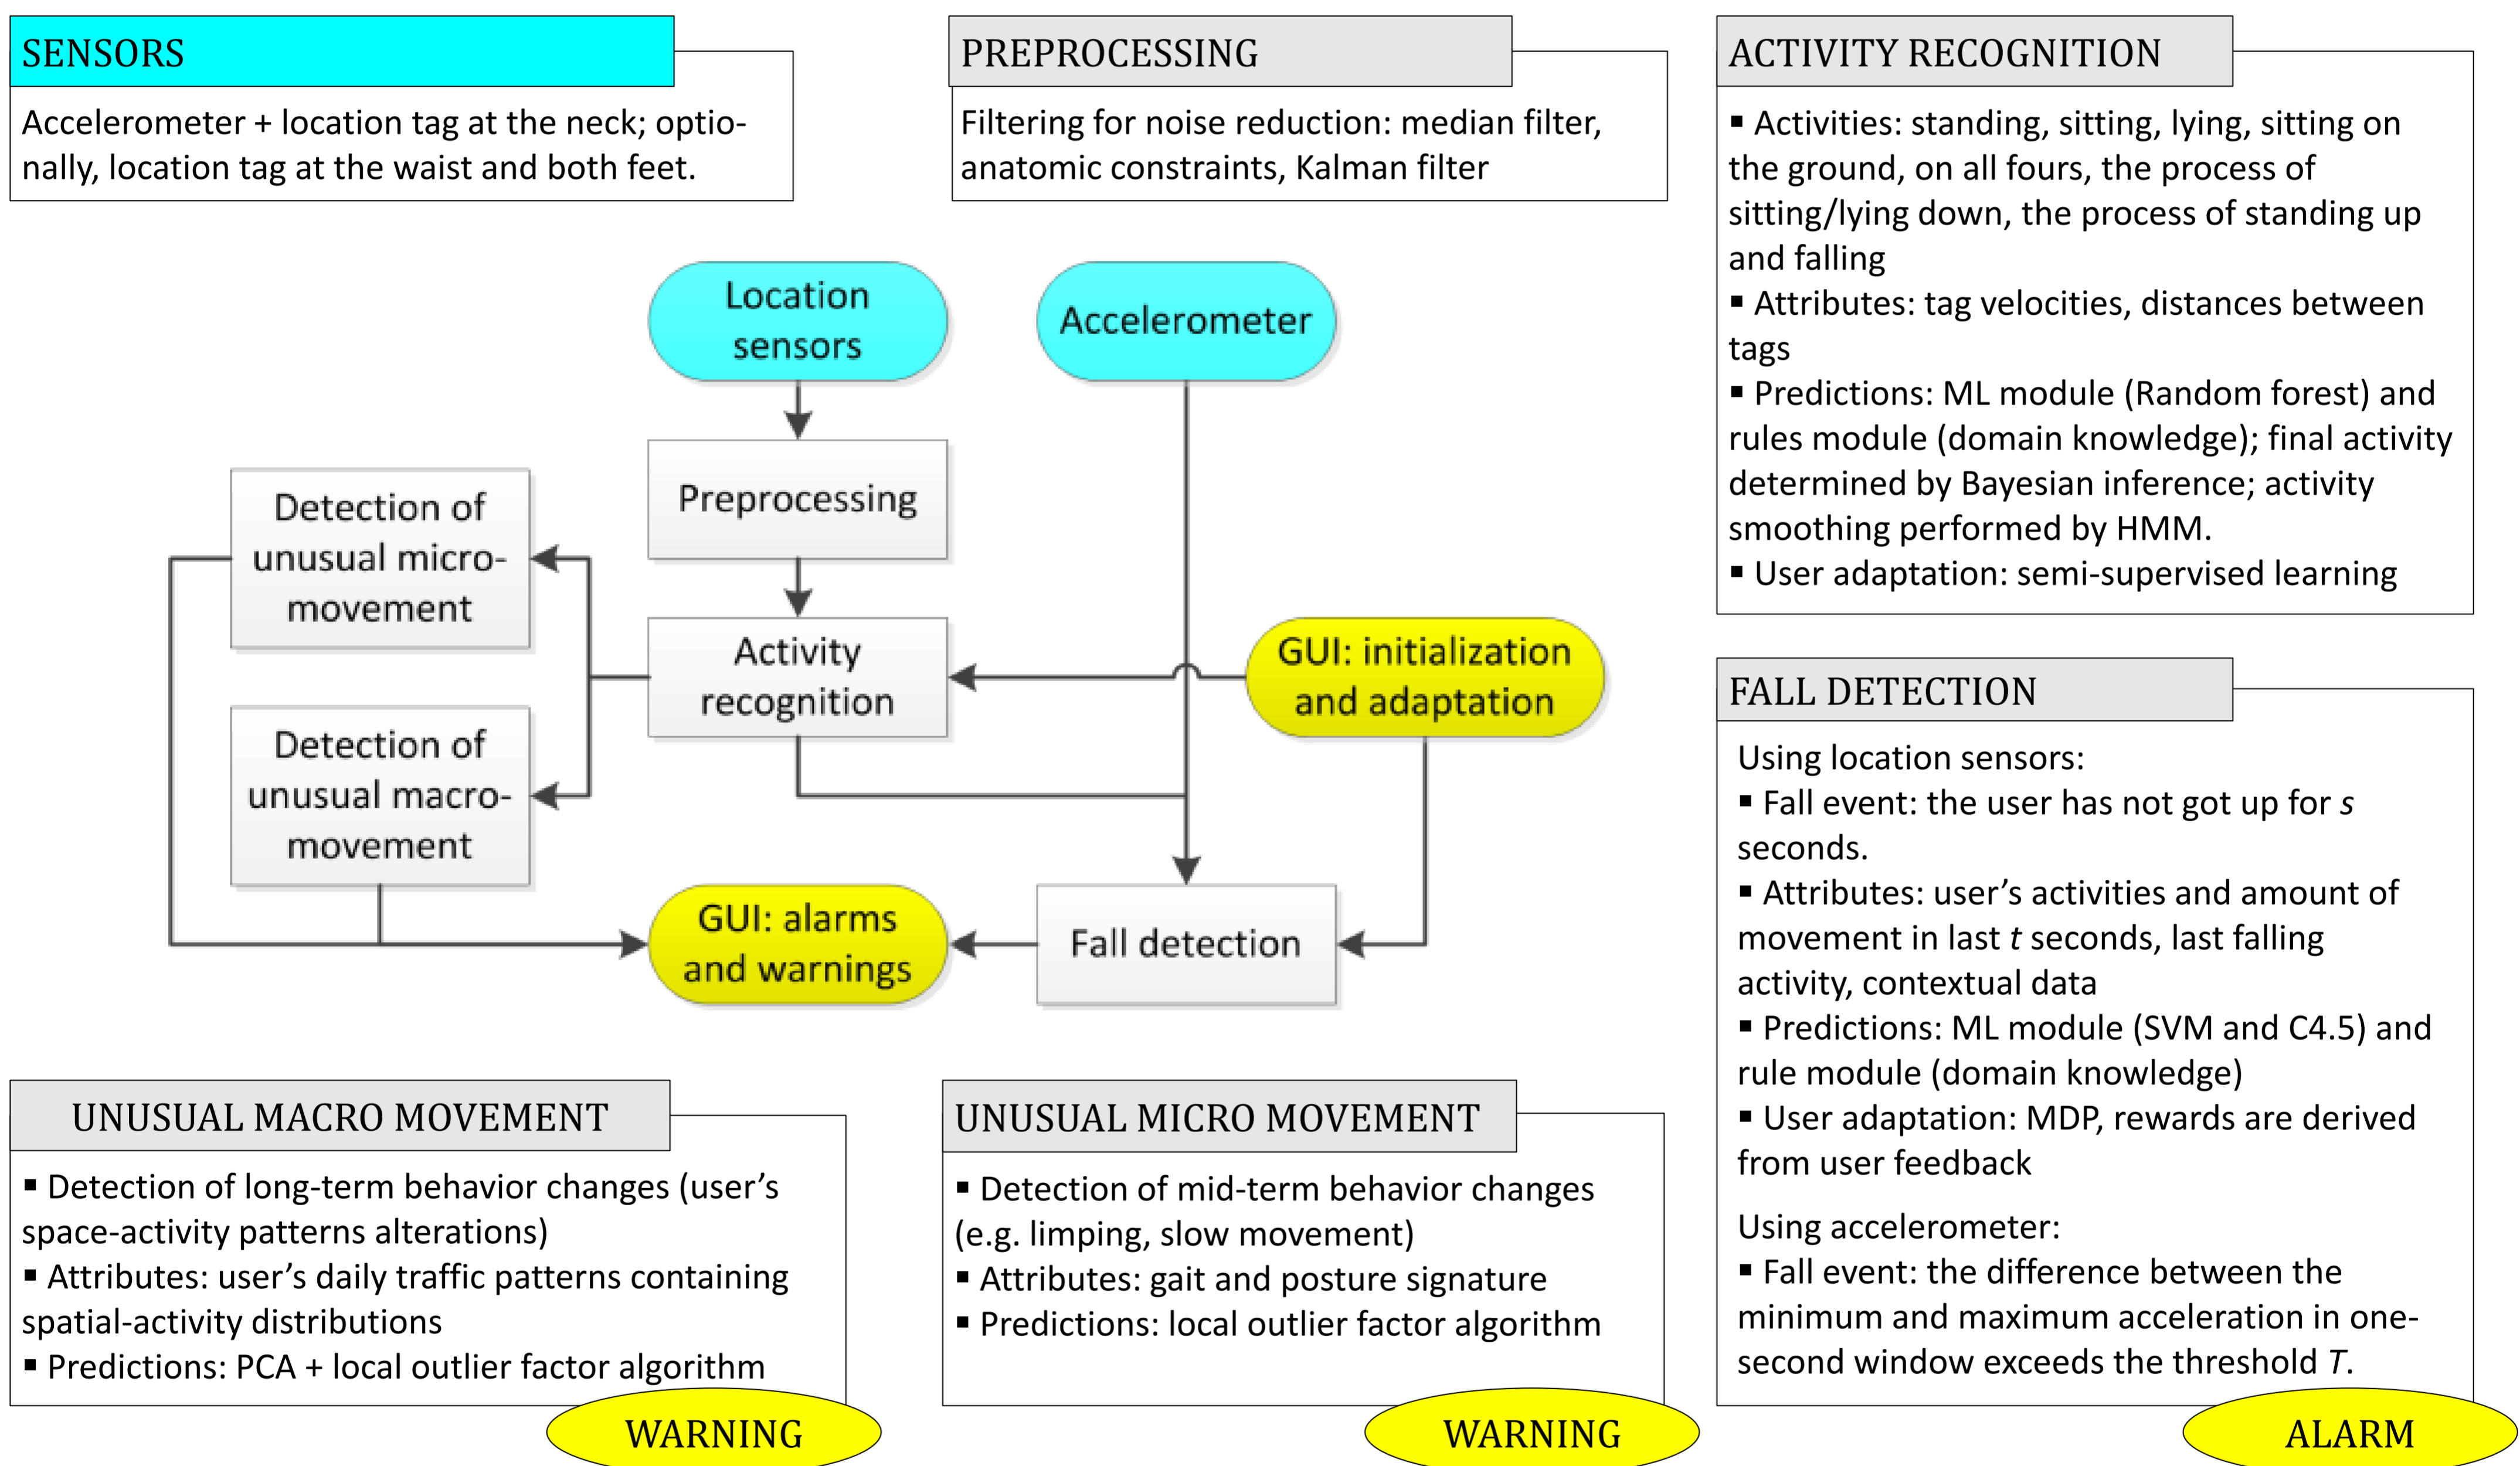 SENSORS
Accelerometer + location tag at the neck; optio-
nally, location tag at the waist and both feet.
PREPROCESSING
Filtering for noise reduction: median filter,
anatomic constraints, Kalman filter
ACTIVITY RECOGNITION
▪ Activities: standing, sitting, lying, sitting on
the ground, on all fours, the process of
sitting/lying down, the process of standing up
and falling
▪ Attributes: tag velocities, distances between
tags
▪ Predictions: ML module (Random forest) and
rules module (domain knowledge); final activity
determined by Bayesian inference; activity
smoothing performed by HMM.
▪ User adaptation: semi-supervised learning
Location
sensors
Accelerometer
Preprocessing
Detection of
unusual micro-
movement
Activity
recognition
GUI: initialization
and adaptation
Detection of
unusual macro-
movement
GUI: alarms
and warnings
Fall detection
FALL DETECTION
Using location sensors:
▪ Fall event: the user has not got up for s
seconds.
▪ Attributes: user's activities and amount of
movement in last t seconds, last falling
activity, contextual data
▪ Predictions: ML module (SVM and C4.5) and
rule module (domain knowledge)
▪ User adaptation: MDP, rewards are derived
from user feedback
Using accelerometer:
▪ Fall event: the difference between the
minimum and maximum acceleration in one-
second window exceeds the threshold T.
ALARM
UNUSUAL MACRO MOVEMENT
▪ Detection of long-term behavior changes (user's
space-activity patterns alterations)
▪ Attributes: user's daily traffic patterns containing
spatial-activity distributions
▪ Predictions: PCA + local outlier factor algorithm
WARNING
UNUSUAL MICRO MOVEMENT
▪ Detection of mid-term behavior changes
(e.g. limping, slow movement)
▪ Attributes: gait and posture signature
▪ Predictions: local outlier factor algorithm
WARNING